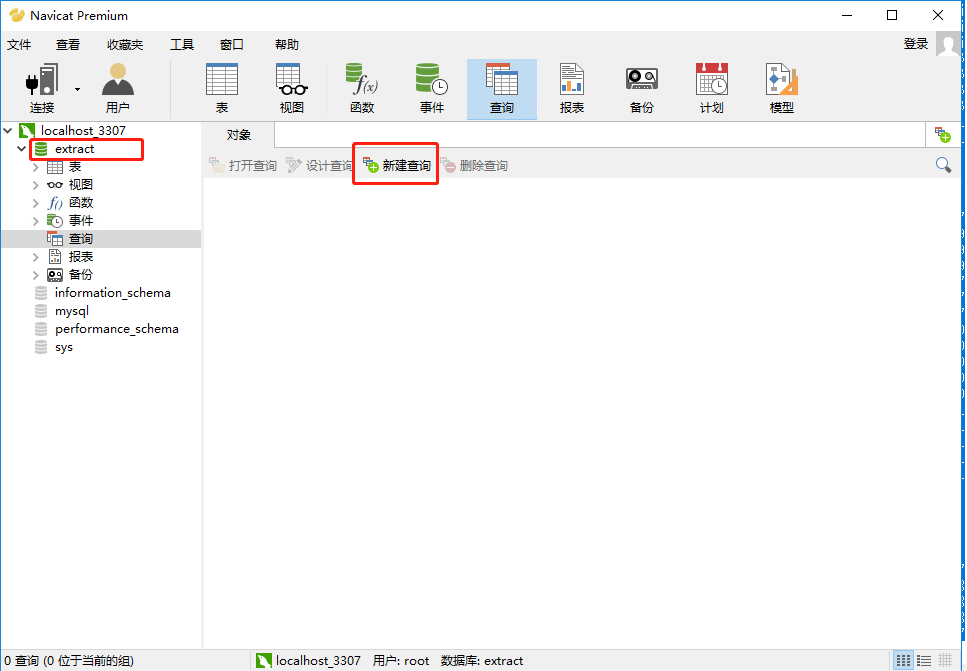 Navicat Premium
文件 查看 收藏夹 工具 窗口 帮助 登录
连接 用户 表 视图 f(x) 函数 事件 查询 报表 备份 计划 模型
localhost_3307
extract
表
视图
f() 函数
事件
查询
报表
备份
information_schema
mysql
performance_schema
sys
对象
打开查询 设计查询 新建查询 删除查询
0 查询 (0 位于当前的组) localhost_3307 用户: root 数据库: extract